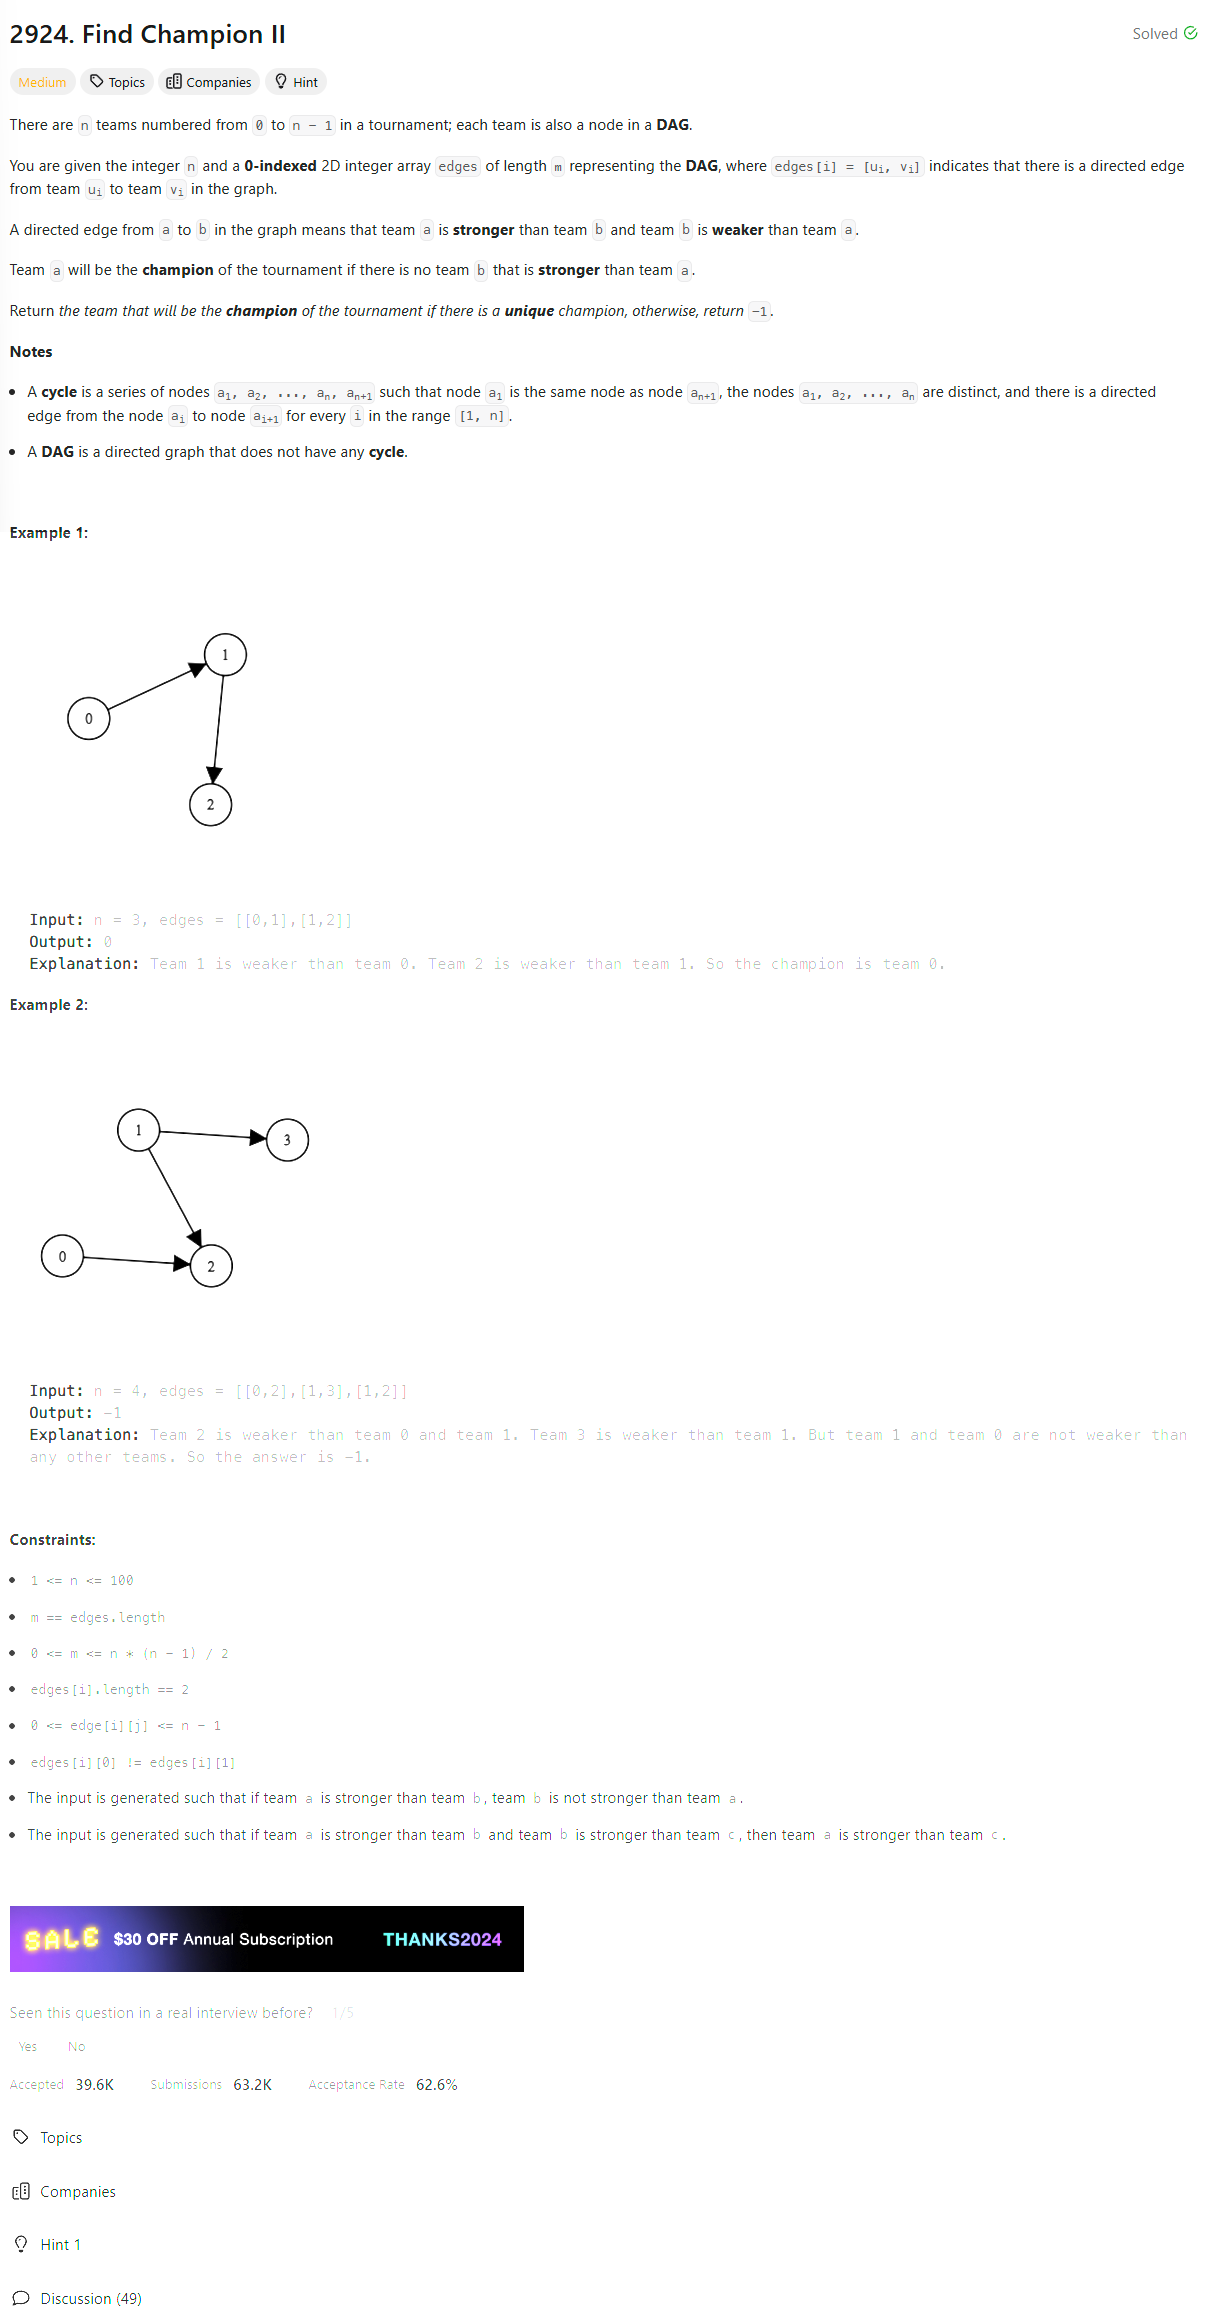 2924. Find Champion II
Solved
Medium Topics Companies Hint
There are n teams numbered from 0 to n - 1 in a tournament; each team is also a node in a DAG.
You are given the integer n and a 0-indexed 2D integer array edges of length m representing the DAG, where edges[i] = [uᵢ, vᵢ] indicates that there is a directed edge
from team uᵢ to team vᵢ in the graph.
A directed edge from a to b in the graph means that team a is stronger than team b and team b is weaker than team a.
Team a will be the champion of the tournament if there is no team b that is stronger than team a.
Return the team that will be the champion of the tournament if there is a unique champion, otherwise, return -1.
Notes
• A cycle is a series of nodes a₁, a₂, ..., aₙ, aₙ₊₁ such that node a₁ is the same node as node aₙ₊₁, the nodes a₁, a₂, ..., aₙ are distinct, and there is a directed
edge from the node aᵢ to node aᵢ₊₁ for every i in the range [1, n].
• A DAG is a directed graph that does not have any cycle.
Example 1:
1
0
2
Input: n = 3, edges = [[0,1],[1,2]]
Output: 0
Explanation: Team 1 is weaker than team 0. Team 2 is weaker than team 1. So the champion is team 0.
Example 2:
1
3
0
2
Input: n = 4, edges = [[0,2],[1,3],[1,2]]
Output: -1
Explanation: Team 2 is weaker than team 0 and team 1. Team 3 is weaker than team 1. But team 1 and team 0 are not weaker than
any other teams. So the answer is -1.
Constraints:
• 1 <= n <= 100
• m == edges.length
• 0 <= m <= n * (n - 1) / 2
• edges[i].length == 2
• 0 <= edge[i][j] <= n - 1
• edges[i][0] != edges[i][1]
• The input is generated such that if team a is stronger than team b, team b is not stronger than team a.
• The input is generated such that if team a is stronger than team b and team b is stronger than team c, then team a is stronger than team c.
SALE $30 OFF Annual Subscription THANKS2024
Seen this question in a real interview before? 1/5
Yes No
Accepted 39.6K Submissions 63.2K Acceptance Rate 62.6%
Topics
Companies
Hint 1
Discussion (49)